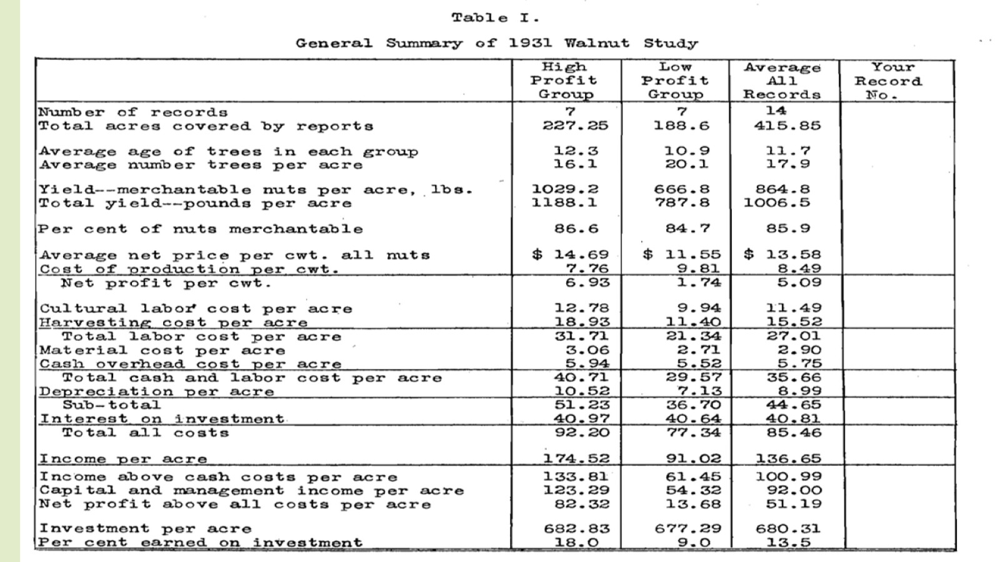 Table I.
General Summary of 1931 Walnut Study
High Profit Group Low Profit Group Average All Records Your Record No.
Number of records 7 7 14
Total acres covered by reports 227.25 188.6 415.85
Average age of trees in each group 12.3 10.9 11.7
Average number trees per acre 16.1 20.1 17.9
Yield--merchantable nuts per acre, lbs. 1029.2 666.8 864.8
Total yield--pounds per acre 1188.1 787.8 1006.5
Per cent of nuts merchantable 86.6 84.7 85.9
Average net price per cwt. all nuts $ 14.69 $ 11.55 $ 13.58
Cost of production per cwt. 7.76 9.81 8.49
Net profit per cwt. 6.93 1.74 5.09
Cultural labor cost per acre 12.78 9.94 11.49
Harvesting cost per acre 18.93 11.40 15.52
Total labor cost per acre 31.71 21.34 27.01
Material cost per acre 3.06 2.71 2.90
Cash overhead cost per acre 5.94 5.52 5.75
Total cash and labor cost per acre 40.71 29.57 35.66
Depreciation per acre 10.52 7.13 8.99
Sub-total 51.23 36.70 44.65
Interest on investment 40.97 40.64 40.81
Total all costs 92.20 77.34 85.46
Income per acre 174.52 91.02 136.65
Income above cash costs per acre 133.81 61.45 100.99
Capital and management income per acre 123.29 54.32 92.00
Net profit above all costs per acre 82.32 13.68 51.19
Investment per acre 682.83 677.29 680.31
Per cent earned on investment 18.0 9.0 13.5